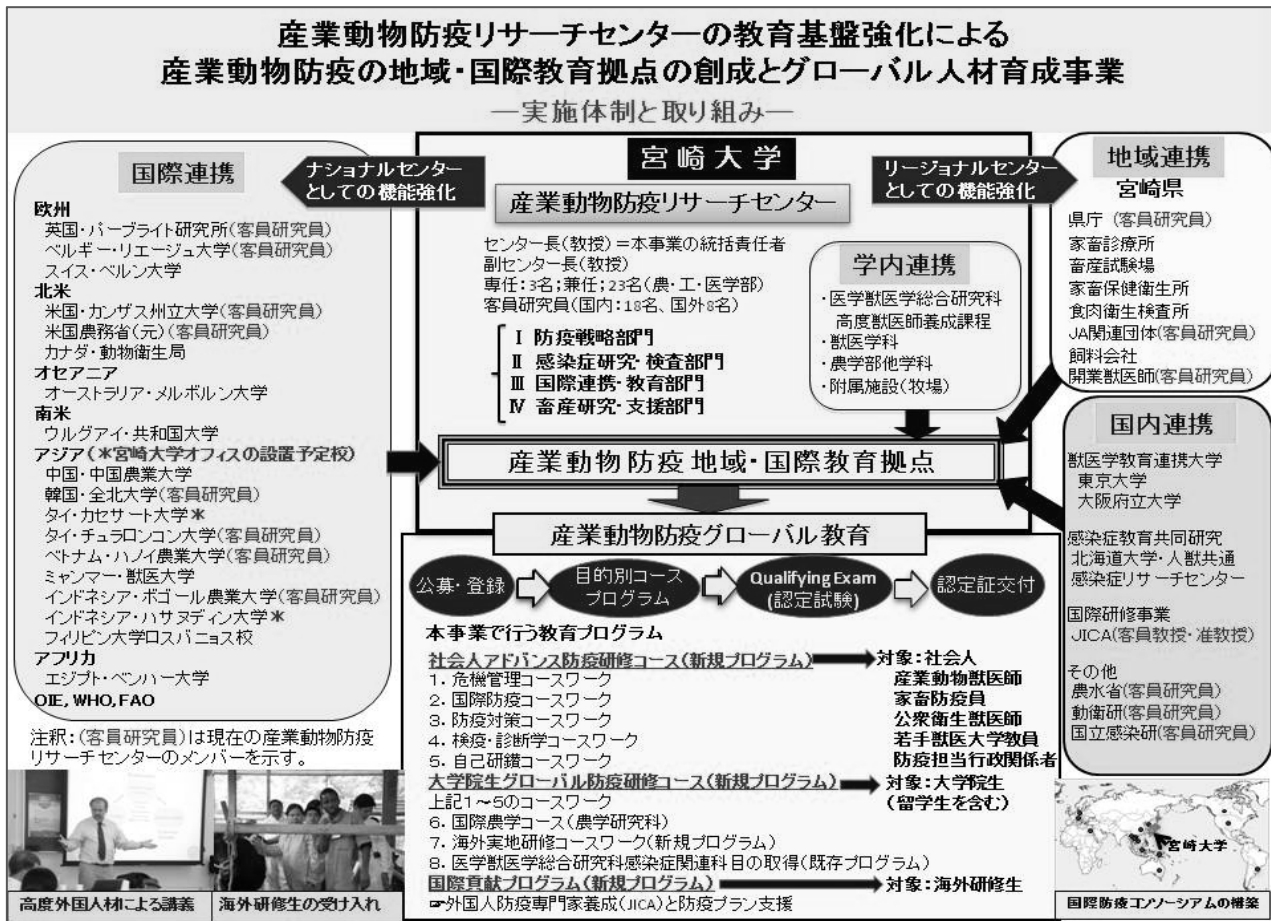 産業動物防疫リサーチセンターの教育基盤強化による
産業動物防疫の地域・国際教育拠点の創成とグローバル人材育成事業
―実施体制と取り組み―
国際連携
欧州
英国・パーブライト研究所(客員研究員)
ベルギー・リエージュ大学(客員研究員)
スイス・ベルン大学
北米
米国・カンザス州立大学(客員研究員)
米国農務省(元)(客員研究員)
カナダ・動物衛生局
オセアニア
オーストラリア・メルボルン大学
南米
ウルグアイ・共和国大学
アジア(＊宮崎大学オフィスの設置予定校)
中国・中国農業大学
韓国・全北大学(客員研究員)
タイ・カセサート大学＊
タイ・チュラロンコン大学(客員研究員)
ベトナム・ハノイ農業大学(客員研究員)
ミャンマー・獣医大学
インドネシア・ボゴール農業大学(客員研究員)
インドネシア・ハサヌディン大学＊
フィリピン大学ロスバニョス校
アフリカ
エジプト・ベンハー大学
OIE, WHO, FAO
注釈：(客員研究員)は現在の産業動物防疫
リサーチセンターのメンバーを示す。
高度外国人材による講義
海外研修生の受け入れ
ナショナルセンター
としての機能強化
宮崎大学
産業動物防疫リサーチセンター
リージョナルセンター
としての機能強化
センター長(教授)＝本事業の統括責任者
副センター長(教授)
専任：3名；兼任；23名(農・工・医学部)
客員研究員(国内：18名、国外8名)
Ⅰ 防疫戦略部門
Ⅱ 感染症研究・検査部門
Ⅲ 国際連携・教育部門
Ⅳ 畜産研究・支援部門
学内連携
・医学獣医学総合研究科
高度獣医師養成課程
・獣医学科
・農学部他学科
・附属施設(牧場)
産業動物防疫地域・国際教育拠点
産業動物防疫グローバル教育
公募・登録
目的別コース
プログラム
Qualifying Exam
(認定試験)
認定証交付
本事業で行う教育プログラム
社会人アドバンス防疫研修コース(新規プログラム)
対象：社会人
1. 危機管理コースワーク
産業動物獣医師
2. 国際防疫コースワーク
家畜防疫員
3. 防疫対策コースワーク
公衆衛生獣医師
4. 検疫・診断学コースワーク
若手獣医大学教員
5. 自己研鑽コースワーク
防疫担当行政関係者
大学院生グローバル防疫研修コース(新規プログラム)
対象：大学院生
上記1～5のコースワーク
(留学生を含む)
6. 国際農学コース(農学研究科)
7. 海外実地研修コースワーク(新規プログラム)
8. 医学獣医学総合研究科感染症関連科目の取得(既存プログラム)
国際貢献プログラム(新規プログラム)
対象：海外研修生
☞外国人防疫専門家養成(JICA)と防疫プラン支援
地域連携
宮崎県
県庁 (客員研究員)
家畜診療所
畜産試験場
家畜保健衛生所
食肉衛生検査所
JA関連団体(客員研究員)
飼料会社
開業獣医師(客員研究員)
国内連携
獣医学教育連携大学
東京大学
大阪府立大学
感染症教育共同研究
北海道大学・人獣共通
感染症リサーチセンター
国際研修事業
JICA(客員教授・准教授)
その他
農水省(客員研究員)
動衛研(客員研究員)
国立感染研(客員研究員)
宮崎大学
国際防疫コンソーシアムの構築